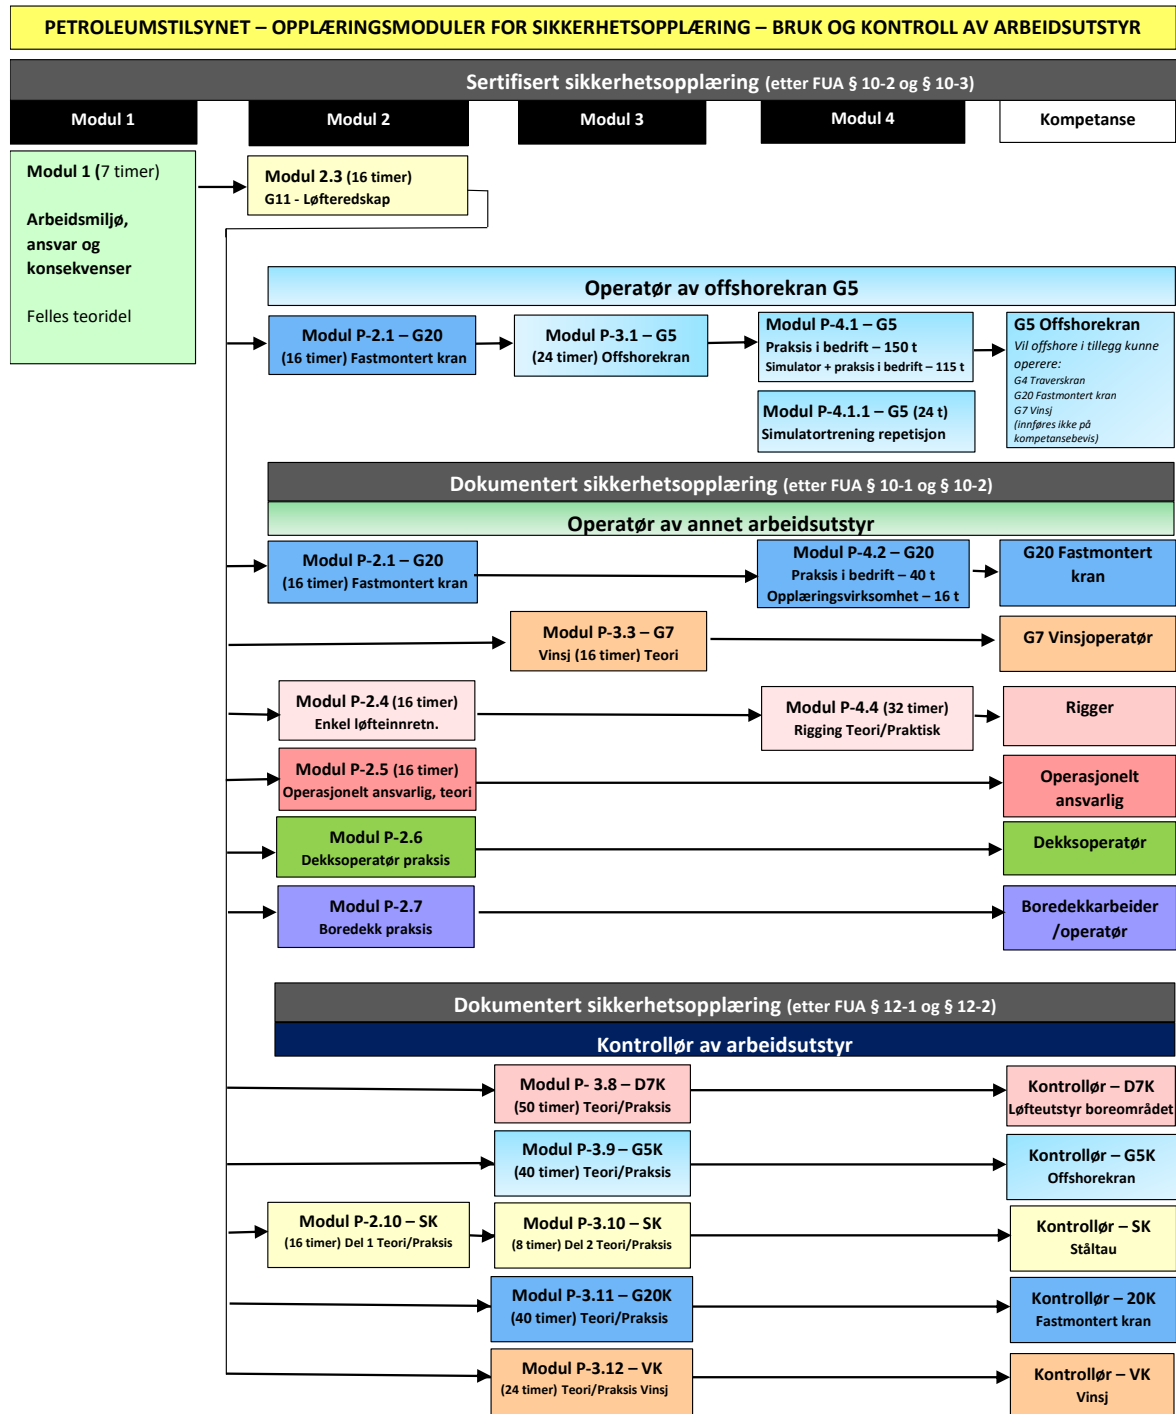 PETROLEUMSTILSYNET – OPPLÆRINGSMODULER FOR SIKKERHETSOPPLÆRING – BRUK OG KONTROLL AV ARBEIDSUTSTYR
Sertifisert sikkerhetsopplæring (etter FUA § 10-2 og § 10-3)
Modul 1
Modul 2
Modul 3
Modul 4
Kompetanse
Modul 1 (7 timer)
Arbeidsmiljø,
ansvar og
konsekvenser
Felles teoridel
Modul 2.3 (16 timer)
G11 - Løfteredskap
Operatør av offshorekran G5
Modul P-2.1 – G20
(16 timer) Fastmontert kran
Modul P-3.1 – G5
(24 timer) Offshorekran
Modul P-4.1 – G5
Praksis i bedrift – 150 t
Simulator + praksis i bedrift – 115 t
G5 Offshorekran
Vil offshore i tillegg kunne
operere:
G4 Traverskran
G20 Fastmontert kran
G7 Vinsj
(innføres ikke på
kompetansebevis)
Modul P-4.1.1 – G5 (24 t)
Simulatortrening repetisjon
Dokumentert sikkerhetsopplæring (etter FUA § 10-1 og § 10-2)
Operatør av annet arbeidsutstyr
Modul P-2.1 – G20
(16 timer) Fastmontert kran
Modul P-4.2 – G20
Praksis i bedrift – 40 t
Opplæringsvirksomhet – 16 t
G20 Fastmontert
kran
Modul P-3.3 – G7
Vinsj (16 timer) Teori
G7 Vinsjoperatør
Modul P-2.4 (16 timer)
Enkel løfteinnretn.
Modul P-4.4 (32 timer)
Rigging Teori/Praktisk
Rigger
Modul P-2.5 (16 timer)
Operasjonelt ansvarlig, teori
Operasjonelt
ansvarlig
Modul P-2.6
Dekksoperatør praksis
Dekksoperatør
Modul P-2.7
Boredekk praksis
Boredekkarbeider
/operatør
Dokumentert sikkerhetsopplæring (etter FUA § 12-1 og § 12-2)
Kontrollør av arbeidsutstyr
Modul P- 3.8 – D7K
(50 timer) Teori/Praksis
Kontrollør – D7K
Løfteutstyr boreområdet
Modul P-3.9 – G5K
(40 timer) Teori/Praksis
Kontrollør – G5K
Offshorekran
Modul P-2.10 – SK
(16 timer) Del 1 Teori/Praksis
Modul P-3.10 – SK
(8 timer) Del 2 Teori/Praksis
Kontrollør – SK
Ståltau
Modul P-3.11 – G20K
(40 timer) Teori/Praksis
Kontrollør – 20K
Fastmontert kran
Modul P-3.12 – VK
(24 timer) Teori/Praksis Vinsj
Kontrollør – VK
Vinsj